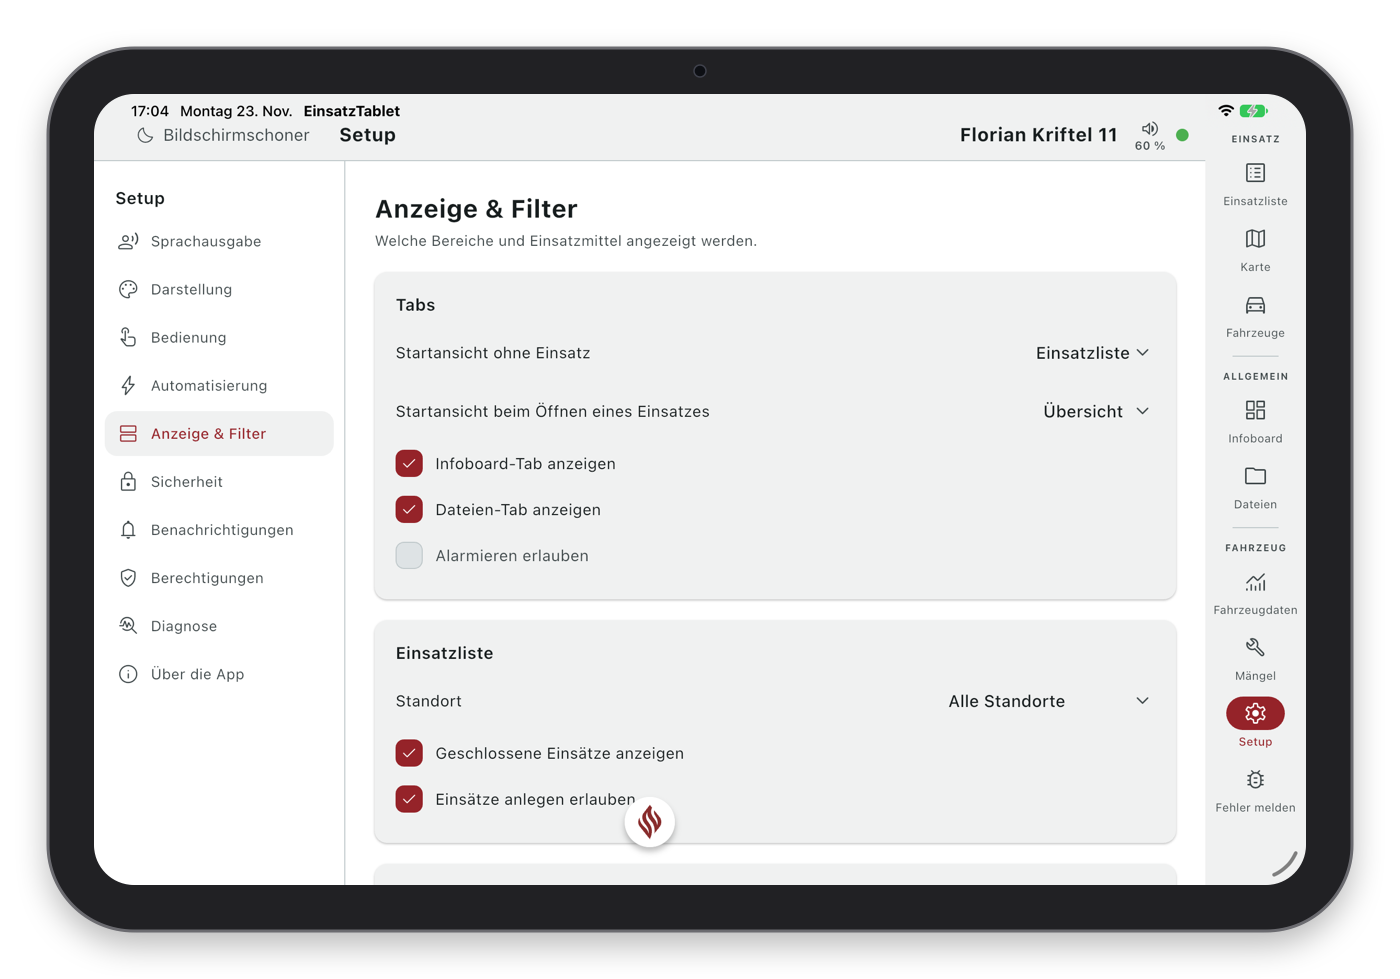 17:04 Montag 23. Nov. EinsatzTablet
Bildschirmschoner Setup
Florian Kriftel 11
60 %
Setup
Sprachausgabe
Darstellung
Bedienung
Automatisierung
Anzeige & Filter
Sicherheit
Benachrichtigungen
Berechtigungen
Diagnose
Über die App
Anzeige & Filter
Welche Bereiche und Einsatzmittel angezeigt werden.
Tabs
Startansicht ohne Einsatz Einsatzliste
Startansicht beim Öffnen eines Einsatzes Übersicht
Infoboard-Tab anzeigen
Dateien-Tab anzeigen
Alarmieren erlauben
Einsatzliste
Standort Alle Standorte
Geschlossene Einsätze anzeigen
Einsätze anlegen erlauben
EINSATZ
Einsatzliste
Karte
Fahrzeuge
ALLGEMEIN
Infoboard
Dateien
FAHRZEUG
Fahrzeugdaten
Mängel
Setup
Fehler melden